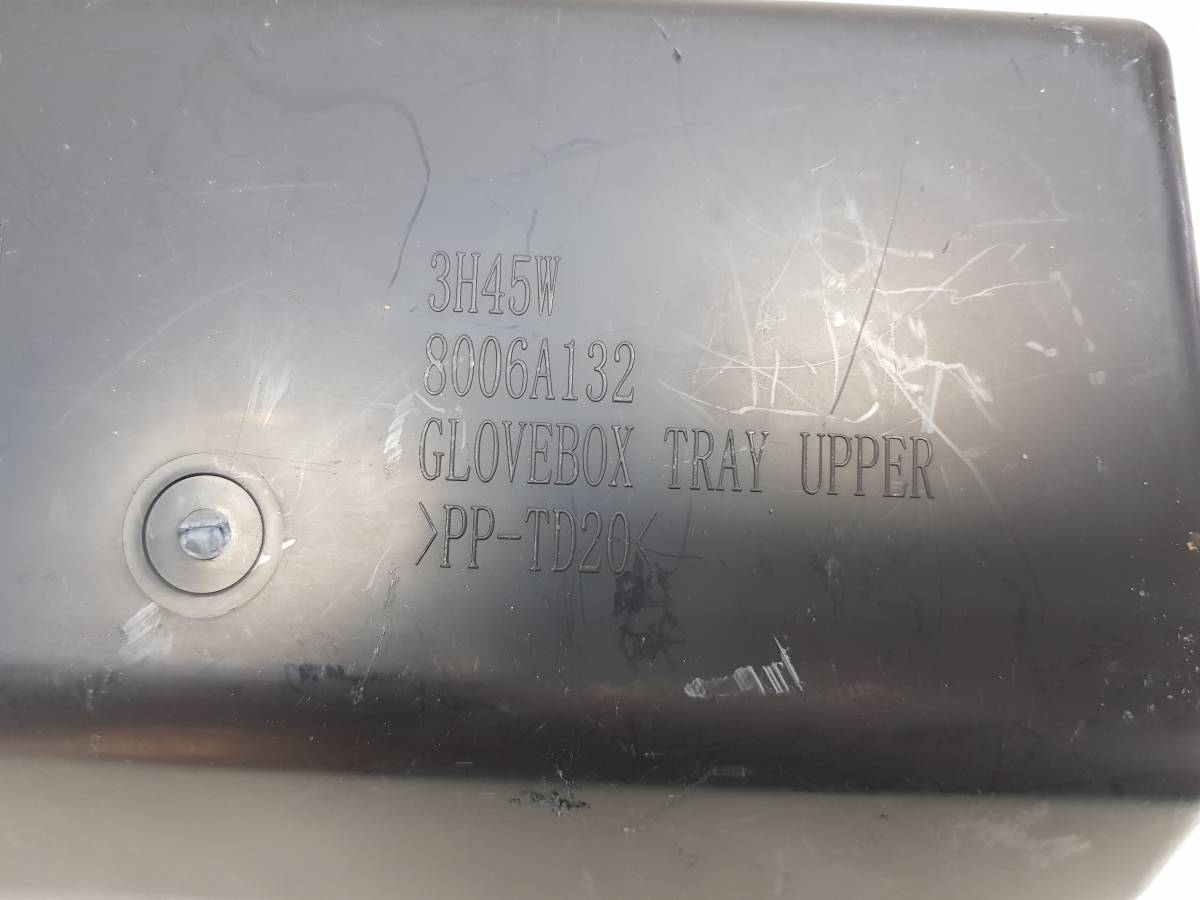 3H45W
8006A132
GLOVEBOX TRAY UPPER
>PP-TD20<